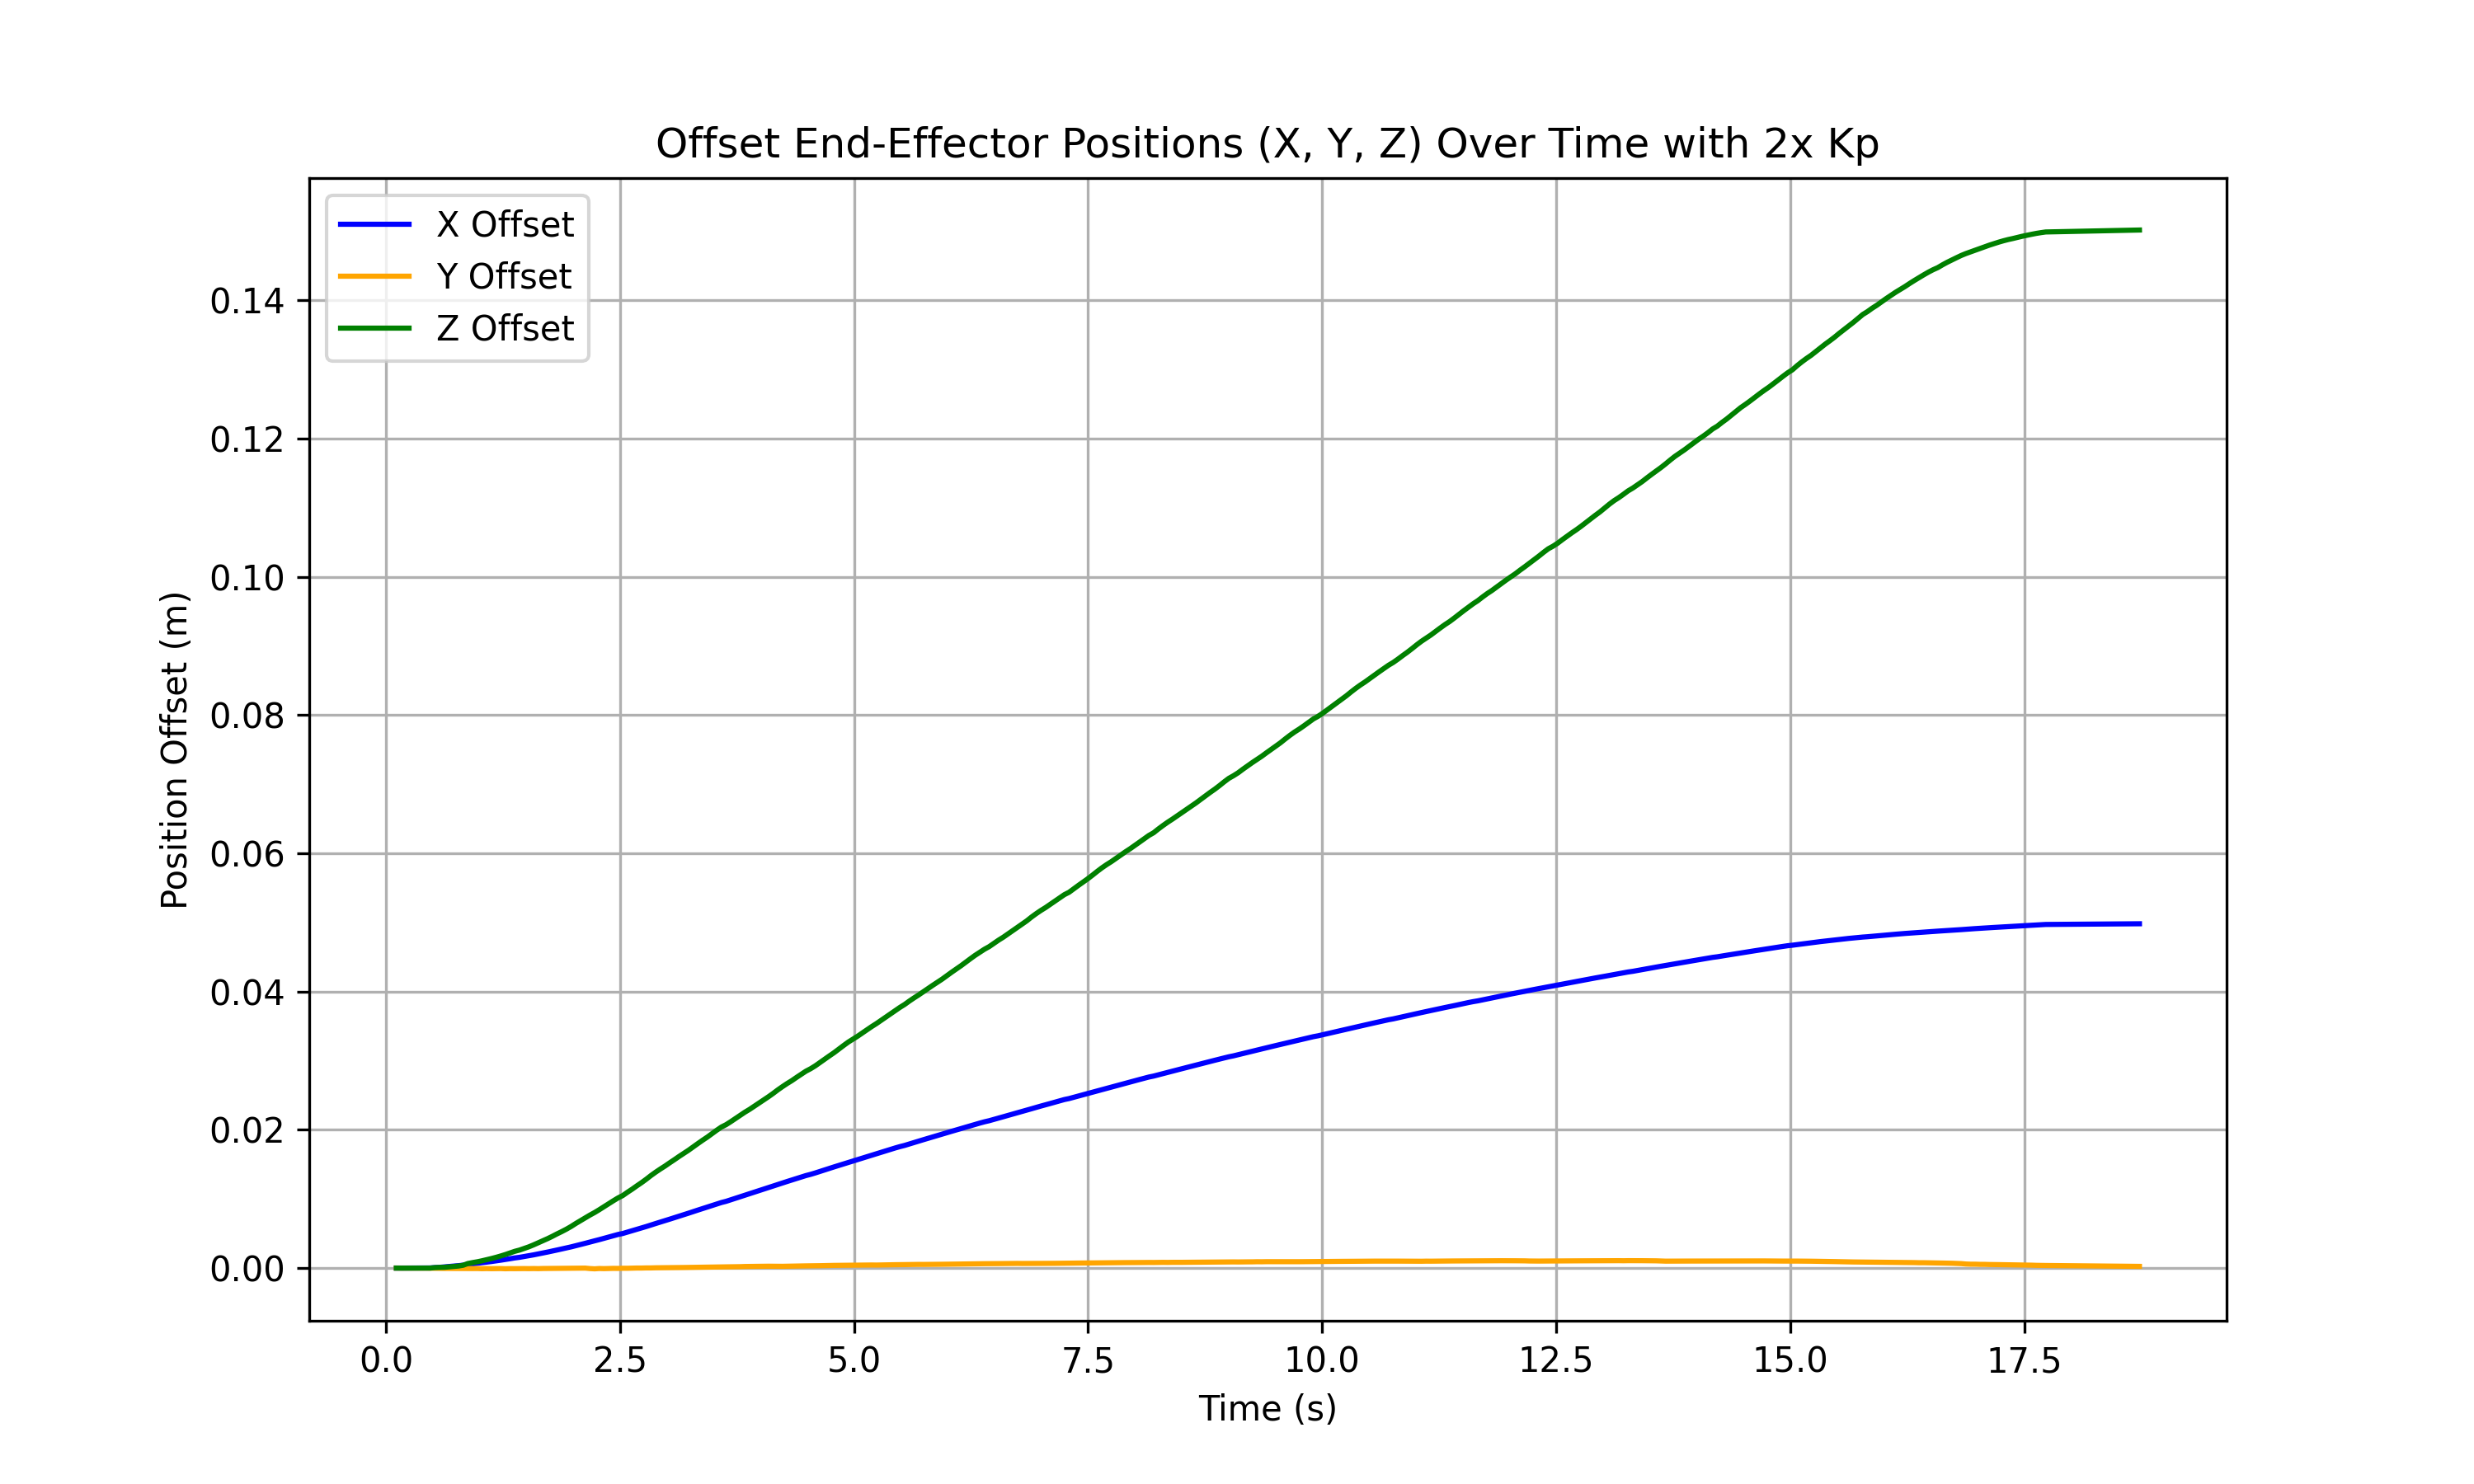 Offset End-Effector Positions (X, Y, Z) Over Time with 2x Kp
X Offset
Y Offset
Z Offset
Position Offset (m)
0.14
0.12
0.10
0.08
0.06
0.04
0.02
0.00
0.0 2.5 5.0 7.5 10.0 12.5 15.0 17.5
Time (s)